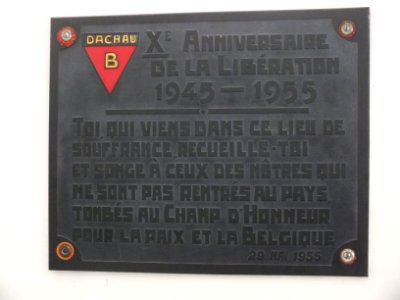 DACHAU
B
Xᴱ ANNIVERSAIRE
DE LA LIBÉRATION
1945 — 1955
TOI, QUI VIENS DANS CE LIEU DE
SOUFFRANCE RECUEILLE-TOI
ET SONGE À CEUX DES NÔTRES QUI
NE SONT PAS RENTRÉS AU PAYS
TOMBÉS AU CHAMP D'HONNEUR
POUR LA PAIX ET LA BELGIQUE
29 MAI 1955